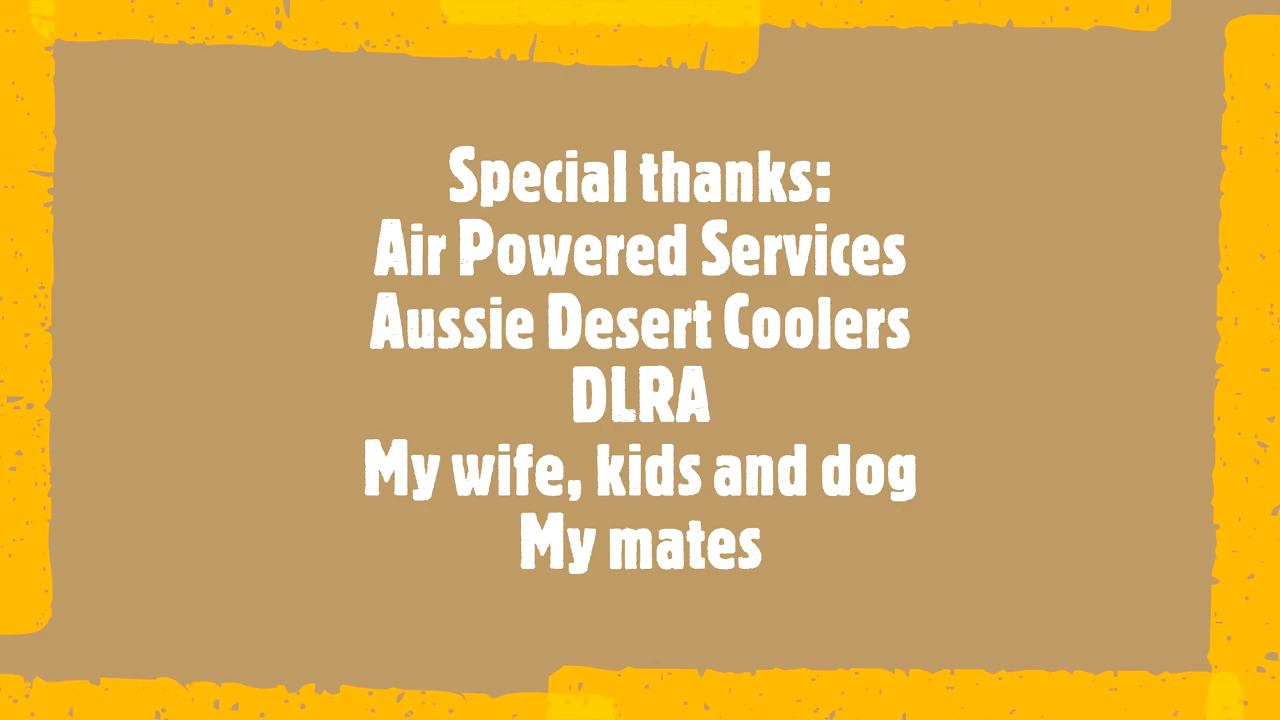 Special thanks:
Air Powered Services
Aussie Desert Coolers
DLRA
My wife, kids and dog
My mates